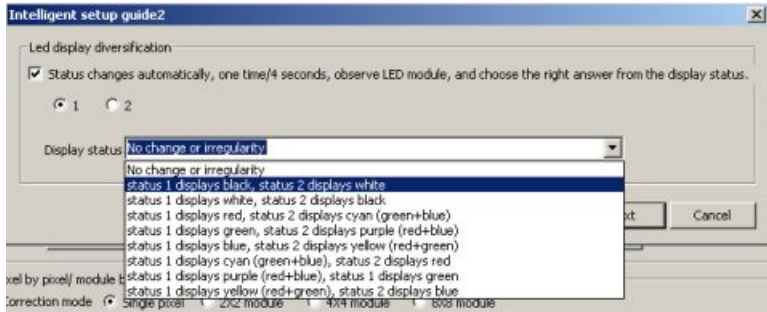 Intelligent setup guide2
Led display diversification
Status changes automatically, one time/4 seconds, observe LED module, and choose the right answer from the display status.
1 2
Display status No change or irregularity
No change or irregularity
status 1 displays black, status 2 displays white
status 1 displays white, status 2 displays black
status 1 displays red, status 2 displays cyan (green+blue)
status 1 displays green, status 2 displays purple (red+blue)
status 1 displays blue, status 2 displays yellow (red+green)
xt Cancel
status 1 displays cyan (green+blue), status 2 displays red
xel by pixel/ module b
status 1 displays purple (red+blue), status 1 displays green
status 1 displays yellow (red+green), status 2 displays blue
Correction mode Single pixel 2X2 module 4X4 module 8X8 module